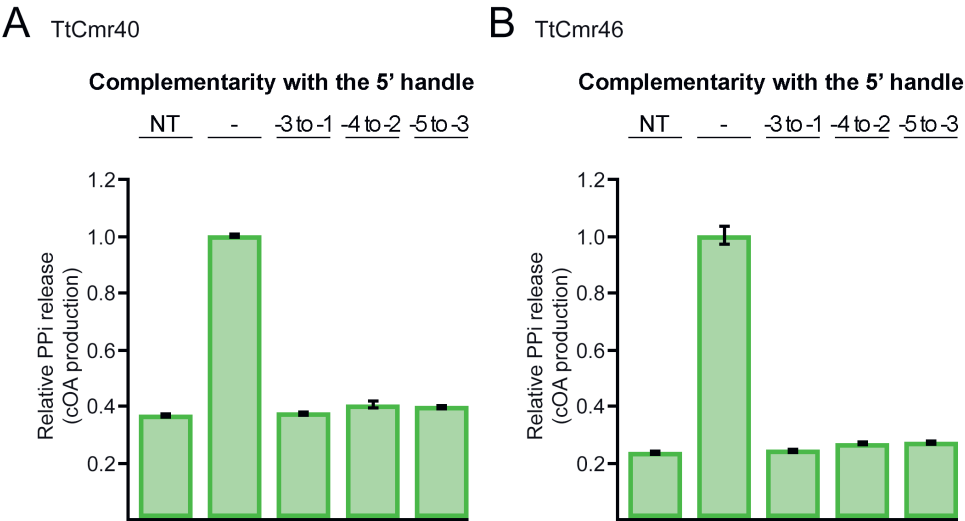 A TtCmr40
Complementarity with the 5’ handle
NT - -3 to -1 -4 to -2 -5 to -3
Relative PPi release
(cOA production)
1.2
1.0
0.8
0.6
0.4
0.2
B TtCmr46
Complementarity with the 5’ handle
NT - -3 to -1 -4 to -2 -5 to -3
Relative PPi release
(cOA production)
1.2
1.0
0.8
0.6
0.4
0.2